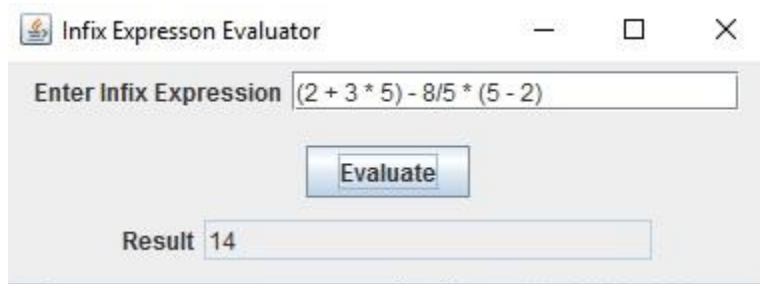 Infix Expresson Evaluator
Enter Infix Expression (2 + 3 * 5) - 8/5 * (5 - 2)
Evaluate
Result 14